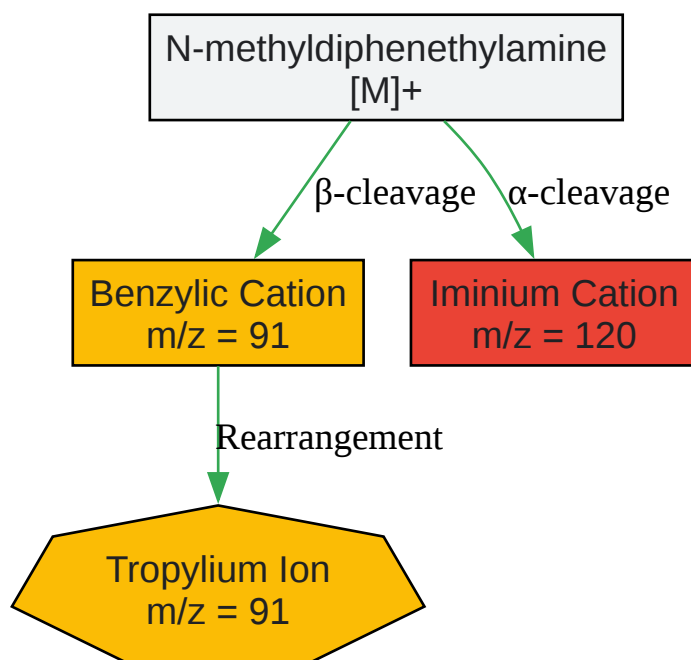 N-methyldiphenethylamine
[M]+
β-cleavage
α-cleavage
Benzylic Cation
m/z = 91
Iminium Cation
m/z = 120
Rearrangement
Tropylium Ion
m/z = 91